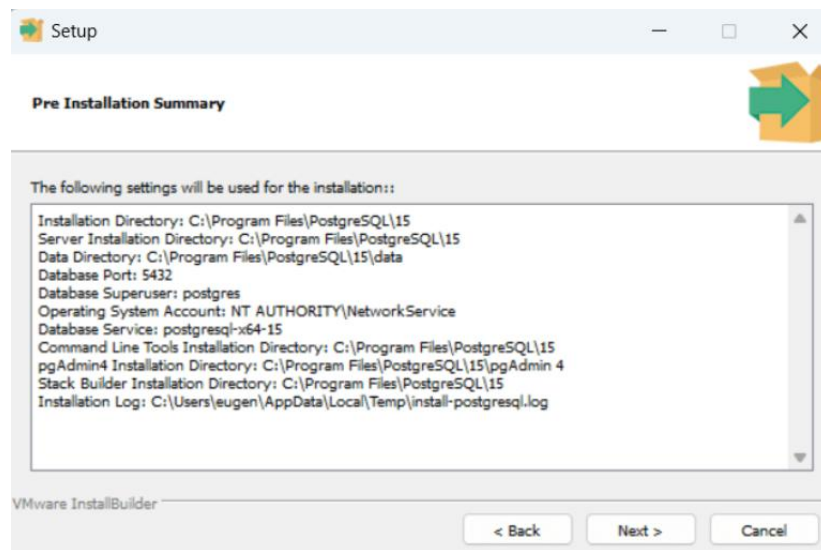 Setup
Pre Installation Summary
The following settings will be used for the installation::
Installation Directory: C:\Program Files\PostgreSQL\15
Server Installation Directory: C:\Program Files\PostgreSQL\15
Data Directory: C:\Program Files\PostgreSQL\15\data
Database Port: 5432
Database Superuser: postgres
Operating System Account: NT AUTHORITY\NetworkService
Database Service: postgresql-x64-15
Command Line Tools Installation Directory: C:\Program Files\PostgreSQL\15
pgAdmin4 Installation Directory: C:\Program Files\PostgreSQL\15\pgAdmin 4
Stack Builder Installation Directory: C:\Program Files\PostgreSQL\15
Installation Log: C:\Users\eugen\AppData\Local\Temp\install-postgresql.log
VMware InstallBuilder
< Back Next > Cancel